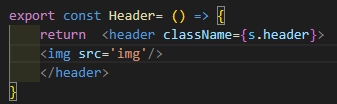 export const Header= () => {
return  <header className={s.header}>
<img src='img'/>
</header>
}